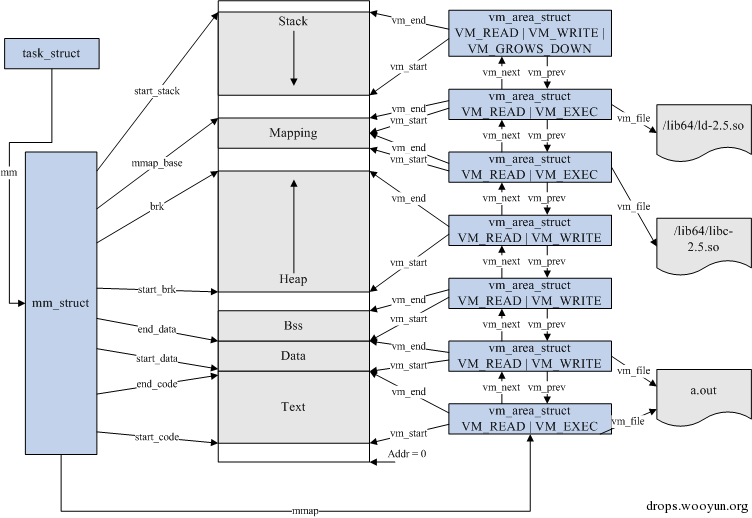 task_struct
mm
mm_struct
start_stack
mmap_base
brk
start_brk
end_data
start_data
end_code
start_code
mmap
Stack
Mapping
Heap
Bss
Data
Text
Addr = 0
vm_end
vm_start
vm_area_struct
VM_READ | VM_WRITE |
VM_GROWS_DOWN
vm_next
vm_prev
vm_end
vm_start
vm_area_struct
VM_READ | VM_EXEC
vm_file
/lib64/ld-2.5.so
vm_next
vm_prev
vm_end
vm_start
vm_area_struct
VM_READ | VM_EXEC
vm_file
/lib64/libc-
2.5.so
vm_next
vm_prev
vm_end
vm_start
vm_area_struct
VM_READ | VM_WRITE
vm_next
vm_prev
vm_end
vm_start
vm_area_struct
VM_READ | VM_WRITE
vm_next
vm_prev
vm_end
vm_start
vm_area_struct
VM_READ | VM_WRITE
vm_file
a.out
vm_next
vm_prev
vm_end
vm_start
vm_area_struct
VM_READ | VM_EXEC
vm_file
drops.wooyun.org